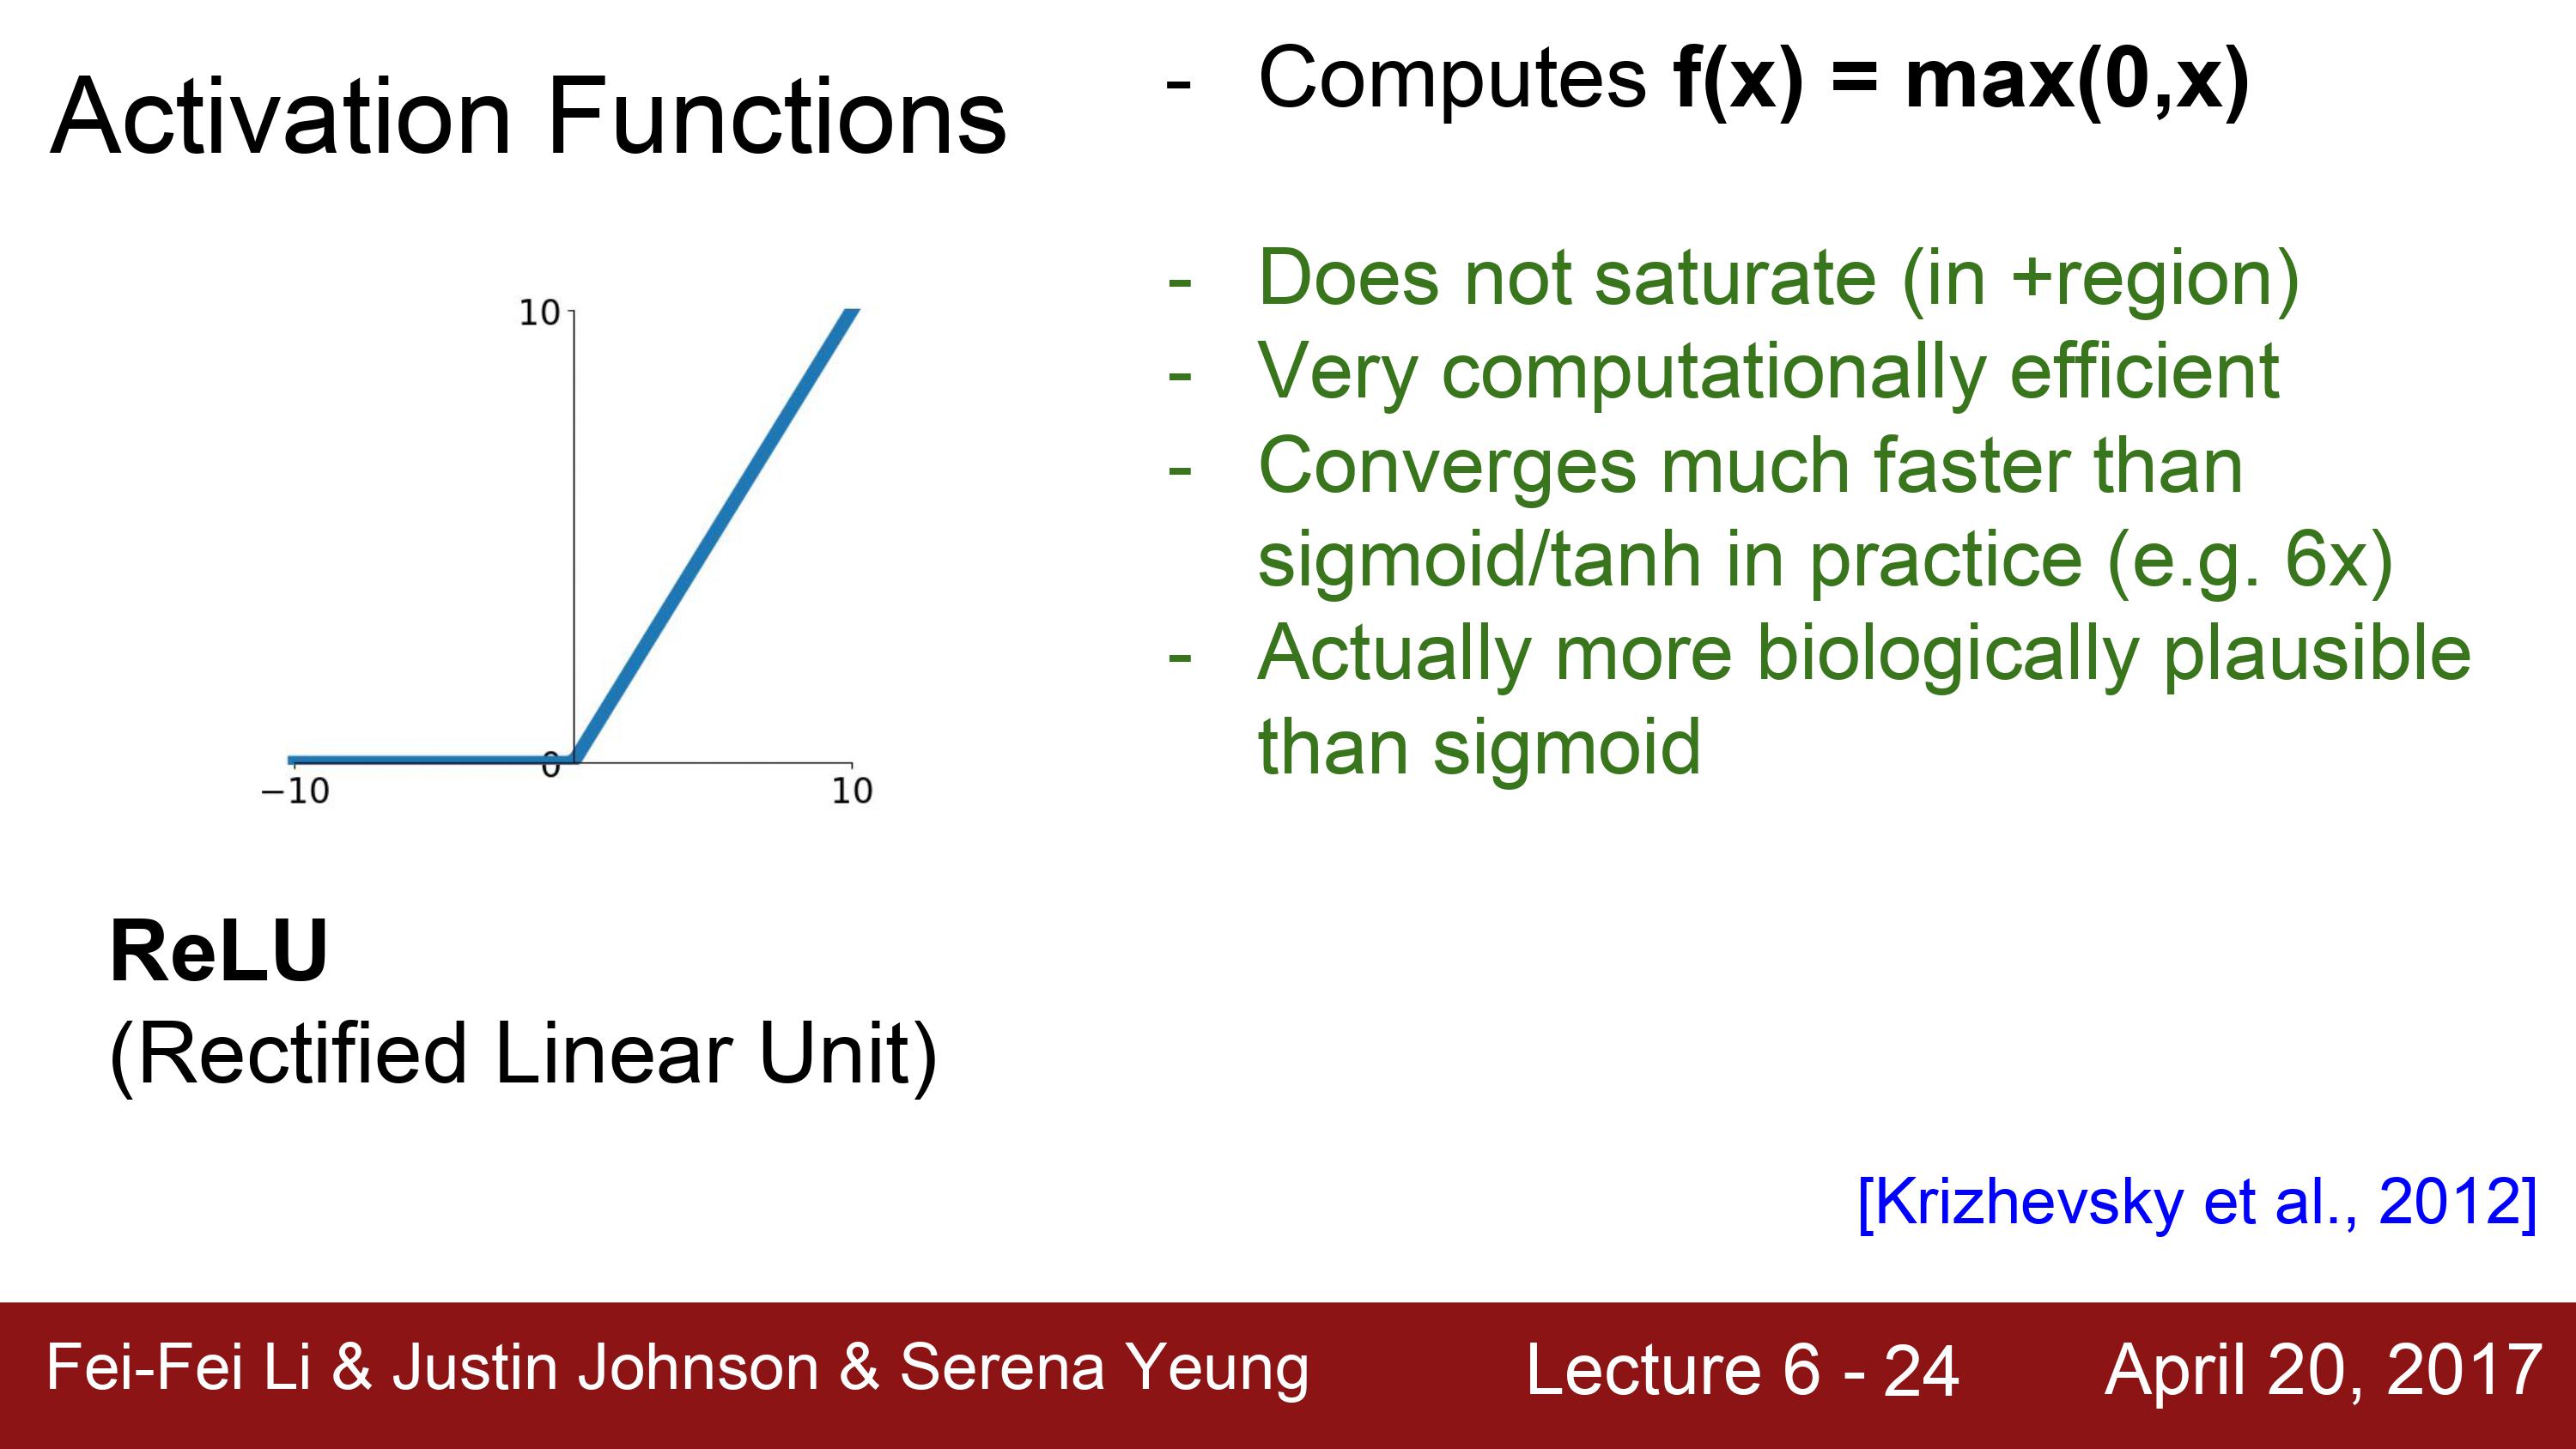 Activation Functions
- Computes f(x) = max(0,x)
- Does not saturate (in +region)
- Very computationally efficient
- Converges much faster than
sigmoid/tanh in practice (e.g. 6x)
- Actually more biologically plausible
than sigmoid
10
0
−10
10
ReLU
(Rectified Linear Unit)
[Krizhevsky et al., 2012]
Fei-Fei Li & Justin Johnson & Serena Yeung
Lecture 6 - 24
April 20, 2017